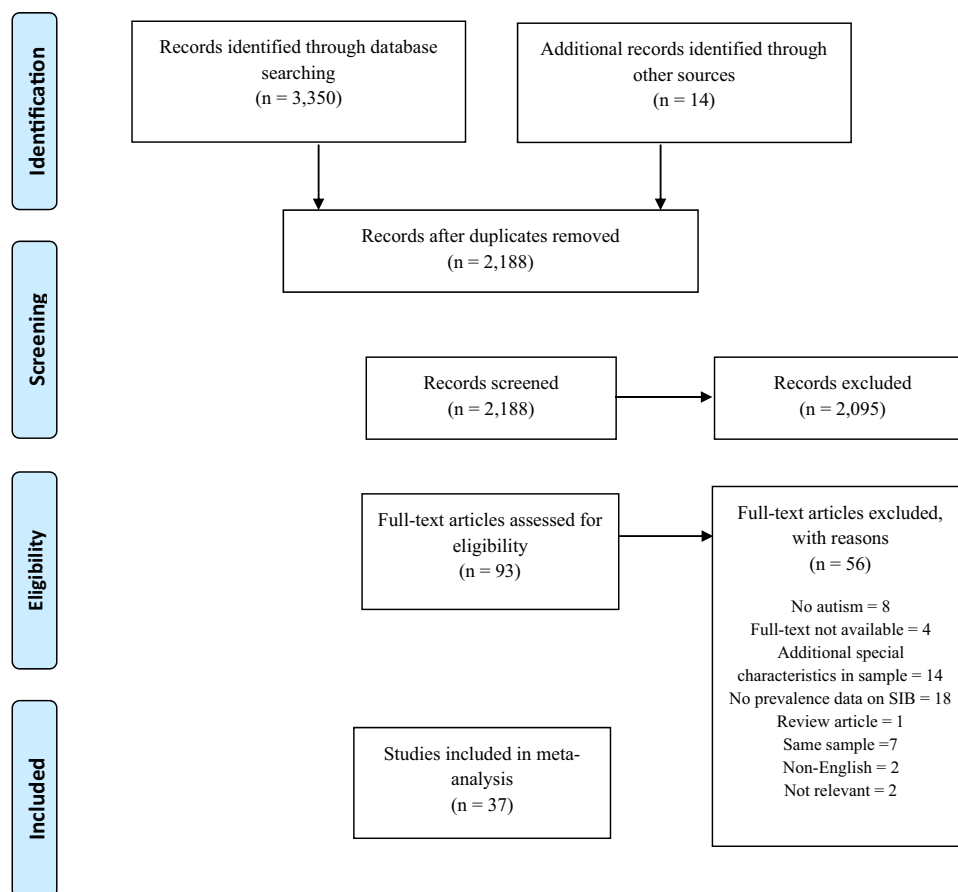 Identification
Records identified through database
searching
(n = 3,350)
Additional records identified through
other sources
(n = 14)
Records after duplicates removed
(n = 2,188)
Screening
Records screened
(n = 2,188)
Records excluded
(n = 2,095)
Eligibility
Full-text articles assessed for
eligibility
(n = 93)
Full-text articles excluded,
with reasons
(n = 56)
No autism = 8
Full-text not available = 4
Additional special
characteristics in sample = 14
No prevalence data on SIB = 18
Review article = 1
Same sample =7
Non-English = 2
Not relevant = 2
Included
Studies included in meta-
analysis
(n = 37)